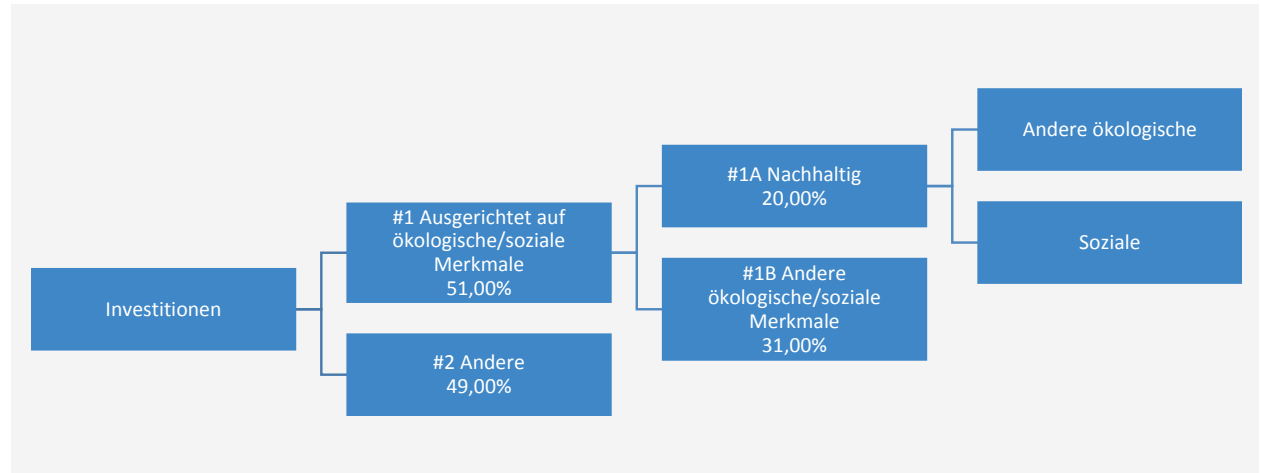 Investitionen
#1 Ausgerichtet auf
ökologische/soziale
Merkmale
51,00%
#2 Andere
49,00%
#1A Nachhaltig
20,00%
#1B Andere
ökologische/soziale
Merkmale
31,00%
Andere ökologische
Soziale